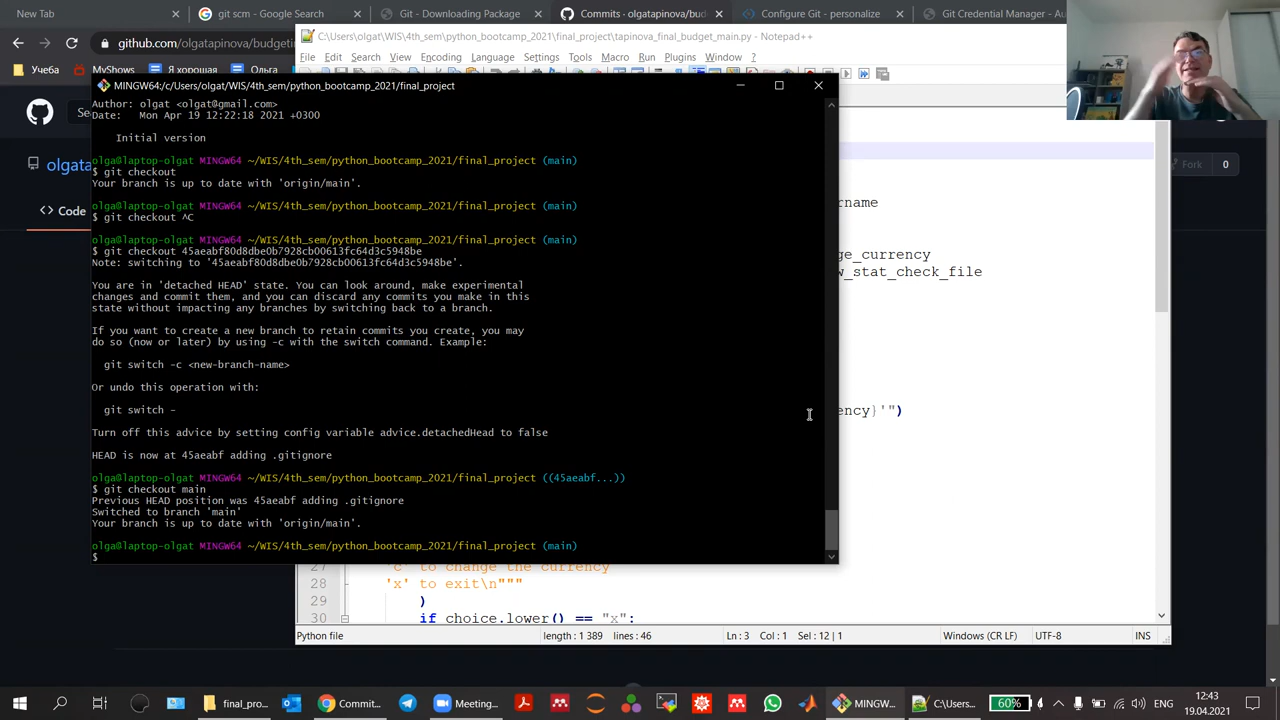 New Tab
git scm - Google Search
Git - Downloading Package
Commits · olgatapinova/bud
Configure Git - personalize
Git Credential Manager - Au
github.com/olgatapinova/budgeti
Учеба
Я хорошая
Ольга
C:\Users\olgat\WIS\4th_sem\python_bootcamp_2021\final_project\tapinova_final_budget_main.py - Notepad++
File Edit Search View Encoding Language Settings Tools Macro Run Plugins Window ?
MINGW64:/c/Users/olgat/WIS/4th_sem/python_bootcamp_2021/final_project
Author: olgat <olgat@gmail.com>
Date: Mon Apr 19 12:22:18 2021 +0300
Initial version
olga@laptop-olgat MINGW64 ~/WIS/4th_sem/python_bootcamp_2021/final_project (main)
$ git checkout
Your branch is up to date with 'origin/main'.
olga@laptop-olgat MINGW64 ~/WIS/4th_sem/python_bootcamp_2021/final_project (main)
$ git checkout ^C
olga@laptop-olgat MINGW64 ~/WIS/4th_sem/python_bootcamp_2021/final_project (main)
$ git checkout 45aeabf80d8dbe0b7928cb00613fc64d3c5948be
Note: switching to '45aeabf80d8dbe0b7928cb00613fc64d3c5948be'.
You are in 'detached HEAD' state. You can look around, make experimental
changes and commit them, and you can discard any commits you make in this
state without impacting any branches by switching back to a branch.
If you want to create a new branch to retain commits you create, you may
do so (now or later) by using -c with the switch command. Example:
git switch -c <new-branch-name>
Or undo this operation with:
git switch -
Turn off this advice by setting config variable advice.detachedHead to false
HEAD is now at 45aeabf adding .gitignore
olga@laptop-olgat MINGW64 ~/WIS/4th_sem/python_bootcamp_2021/final_project ((45aeabf...))
$ git checkout main
Previous HEAD position was 45aeabf adding .gitignore
Switched to branch 'main'
Your branch is up to date with 'origin/main'.
olga@laptop-olgat MINGW64 ~/WIS/4th_sem/python_bootcamp_2021/final_project (main)
$
olgata
Code
Fork 0
rname
ge_currency
w_stat_check_file
ency}'")
27 'c' to change the currency
28 'x' to exit\n"""
29 )
30 if choice.lower() == "x":
Python file
length : 1 389 lines : 46
Ln : 3 Col : 1 Sel : 12 | 1
Windows (CR LF)
UTF-8
INS
final_pro...
Commit...
Meeting...
MINGW...
C:\Users...
60%
ENG
12:43
19.04.2021